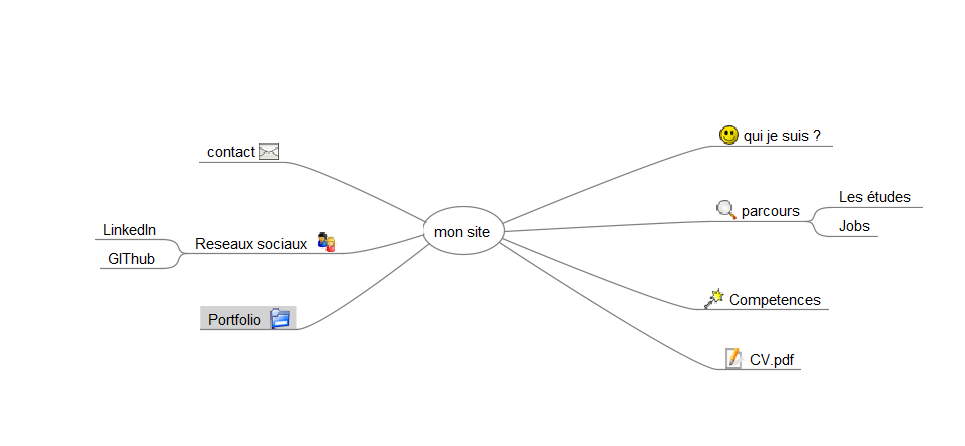 mon site
qui je suis ?
parcours
Les études
Jobs
Competences
CV.pdf
contact
Reseaux sociaux
LinkedIn
GIThub
Portfolio